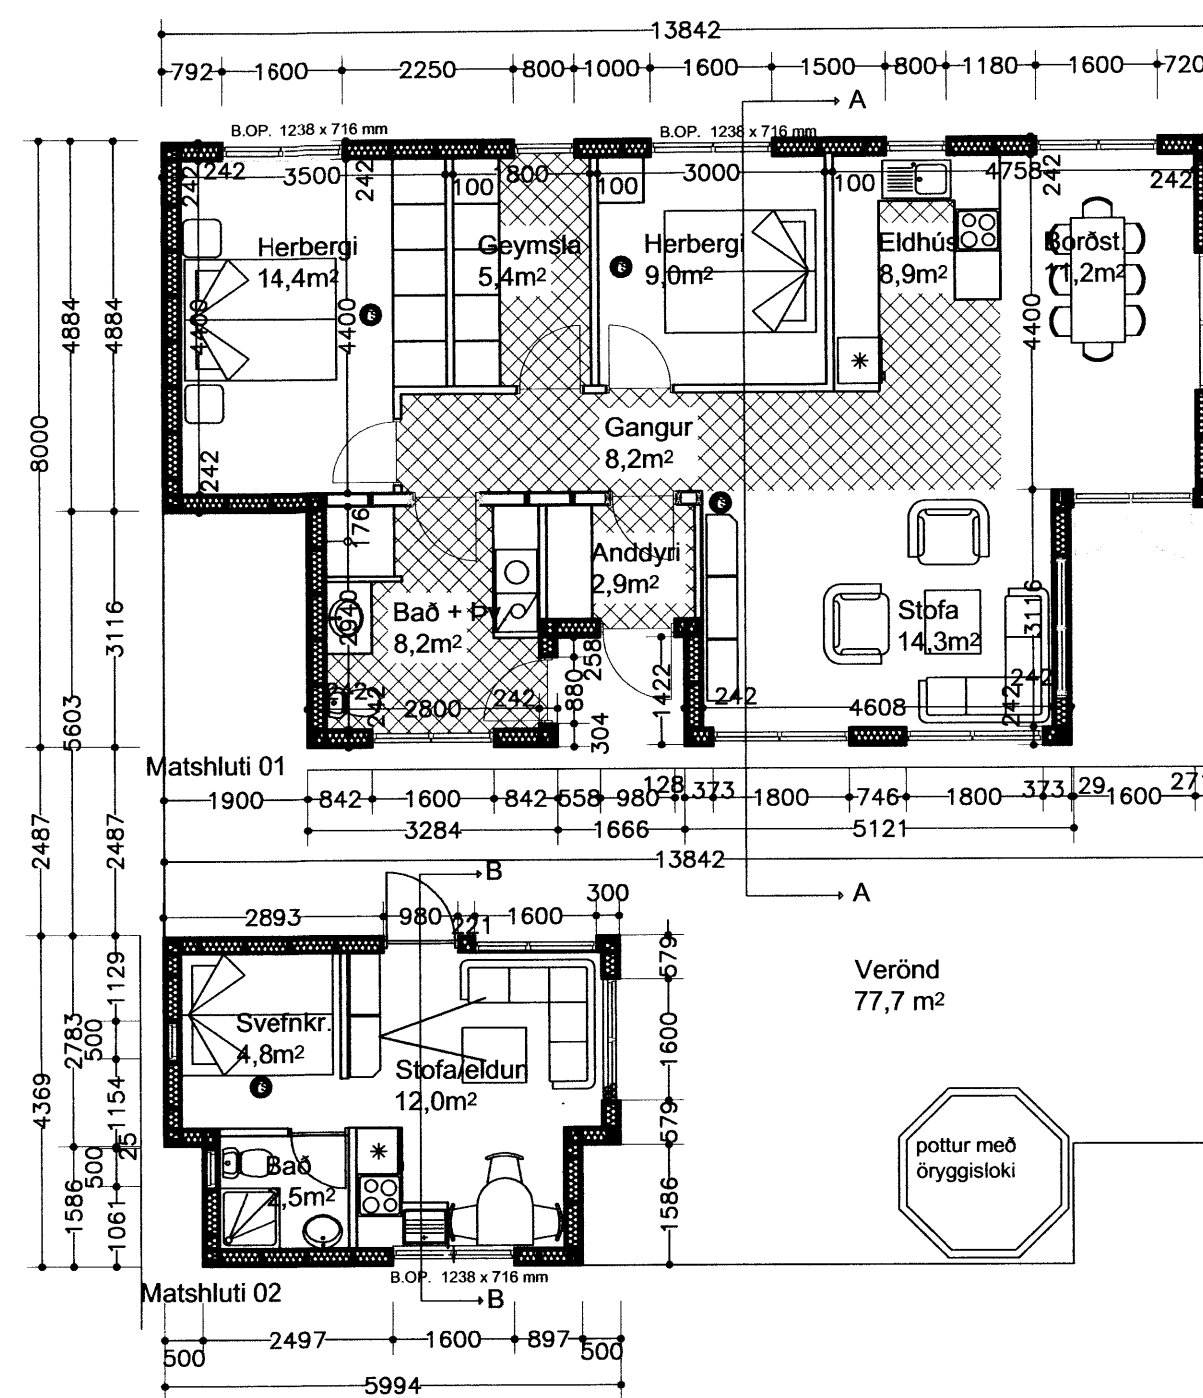 13842
792 1600 2250 800 1000 1600 1500 800 1180 1600 720
A
B.OP. 1238 x 716 mm
B.OP. 1238 x 716 mm
242 242 3500 242 100 1800 100 3000 100 4758 242 242
Herbergi
14,4m²
Geymsla
5,4m²
Herbergi
9,0m²
Eldhús
8,9m²
Borðst.
11,2m²
8000
4884
4884
4400
4400
4400
242
Gangur
8,2m²
176
Anddyri
2,9m²
Bað + Þv
8,2m²
Stofa
14,3m²
3116
2940
3116
5603
242
242
2800
242
258
880
304
1422
242
4608
242
242
Matshluti 01
1900 842 1600 842 558 980 128 373 1800 746 1800 373 29 1600
3284 1666 5121
2487
2487
13842
B
A
2893 980 221 1600 300
579
1600
579
1586
Verönd
77,7 m²
Svefnkr.
4,8m²
Stofa/eldun
12,0m²
Bað
2,5m²
4369
2783
1586
1129
500
1154
25
500
1061
pottur með
öryggisloki
B.OP. 1238 x 716 mm
Matshluti 02
B
500 2497 1600 897 500
5994